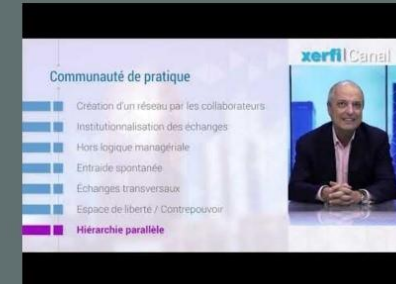 xerfi Canal
Communauté de pratique
Création d'un réseau par les collaborateurs
Institutionnalisation des échanges
Hors logique managériale
Entraide spontanée
Échanges transversaux
Espace de liberté / Contrepouvoir
Hiérarchie parallèle